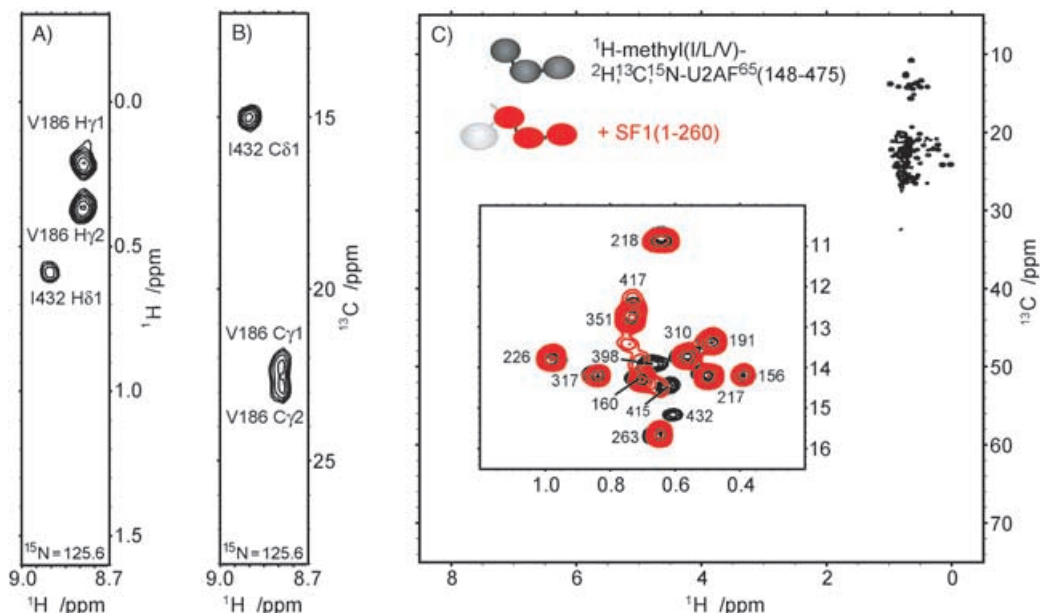 A)
0.0
V186 Hγ1
V186 Hγ2
0.5
I432 Hδ1
¹H /ppm
1.0
¹⁵N=125.6
1.5
9.0 8.7
¹H /ppm
B)
15
I432 Cδ1
20
¹³C /ppm
V186 Cγ1
V186 Cγ2
25
¹⁵N=125.6
9.0 8.7
¹H /ppm
C)
¹H-methyl(I/L/V)-
²H,¹³C,¹⁵N-U2AF⁶⁵(148-475)
+ SF1(1-260)
218
417
351
310
191
226
398
317
156
160
415
217
432
263
11
12
13
14
15
16
1.0 0.8 0.6 0.4
10
20
30
40
50
60
70
¹³C /ppm
8 6 4 2 0
¹H /ppm